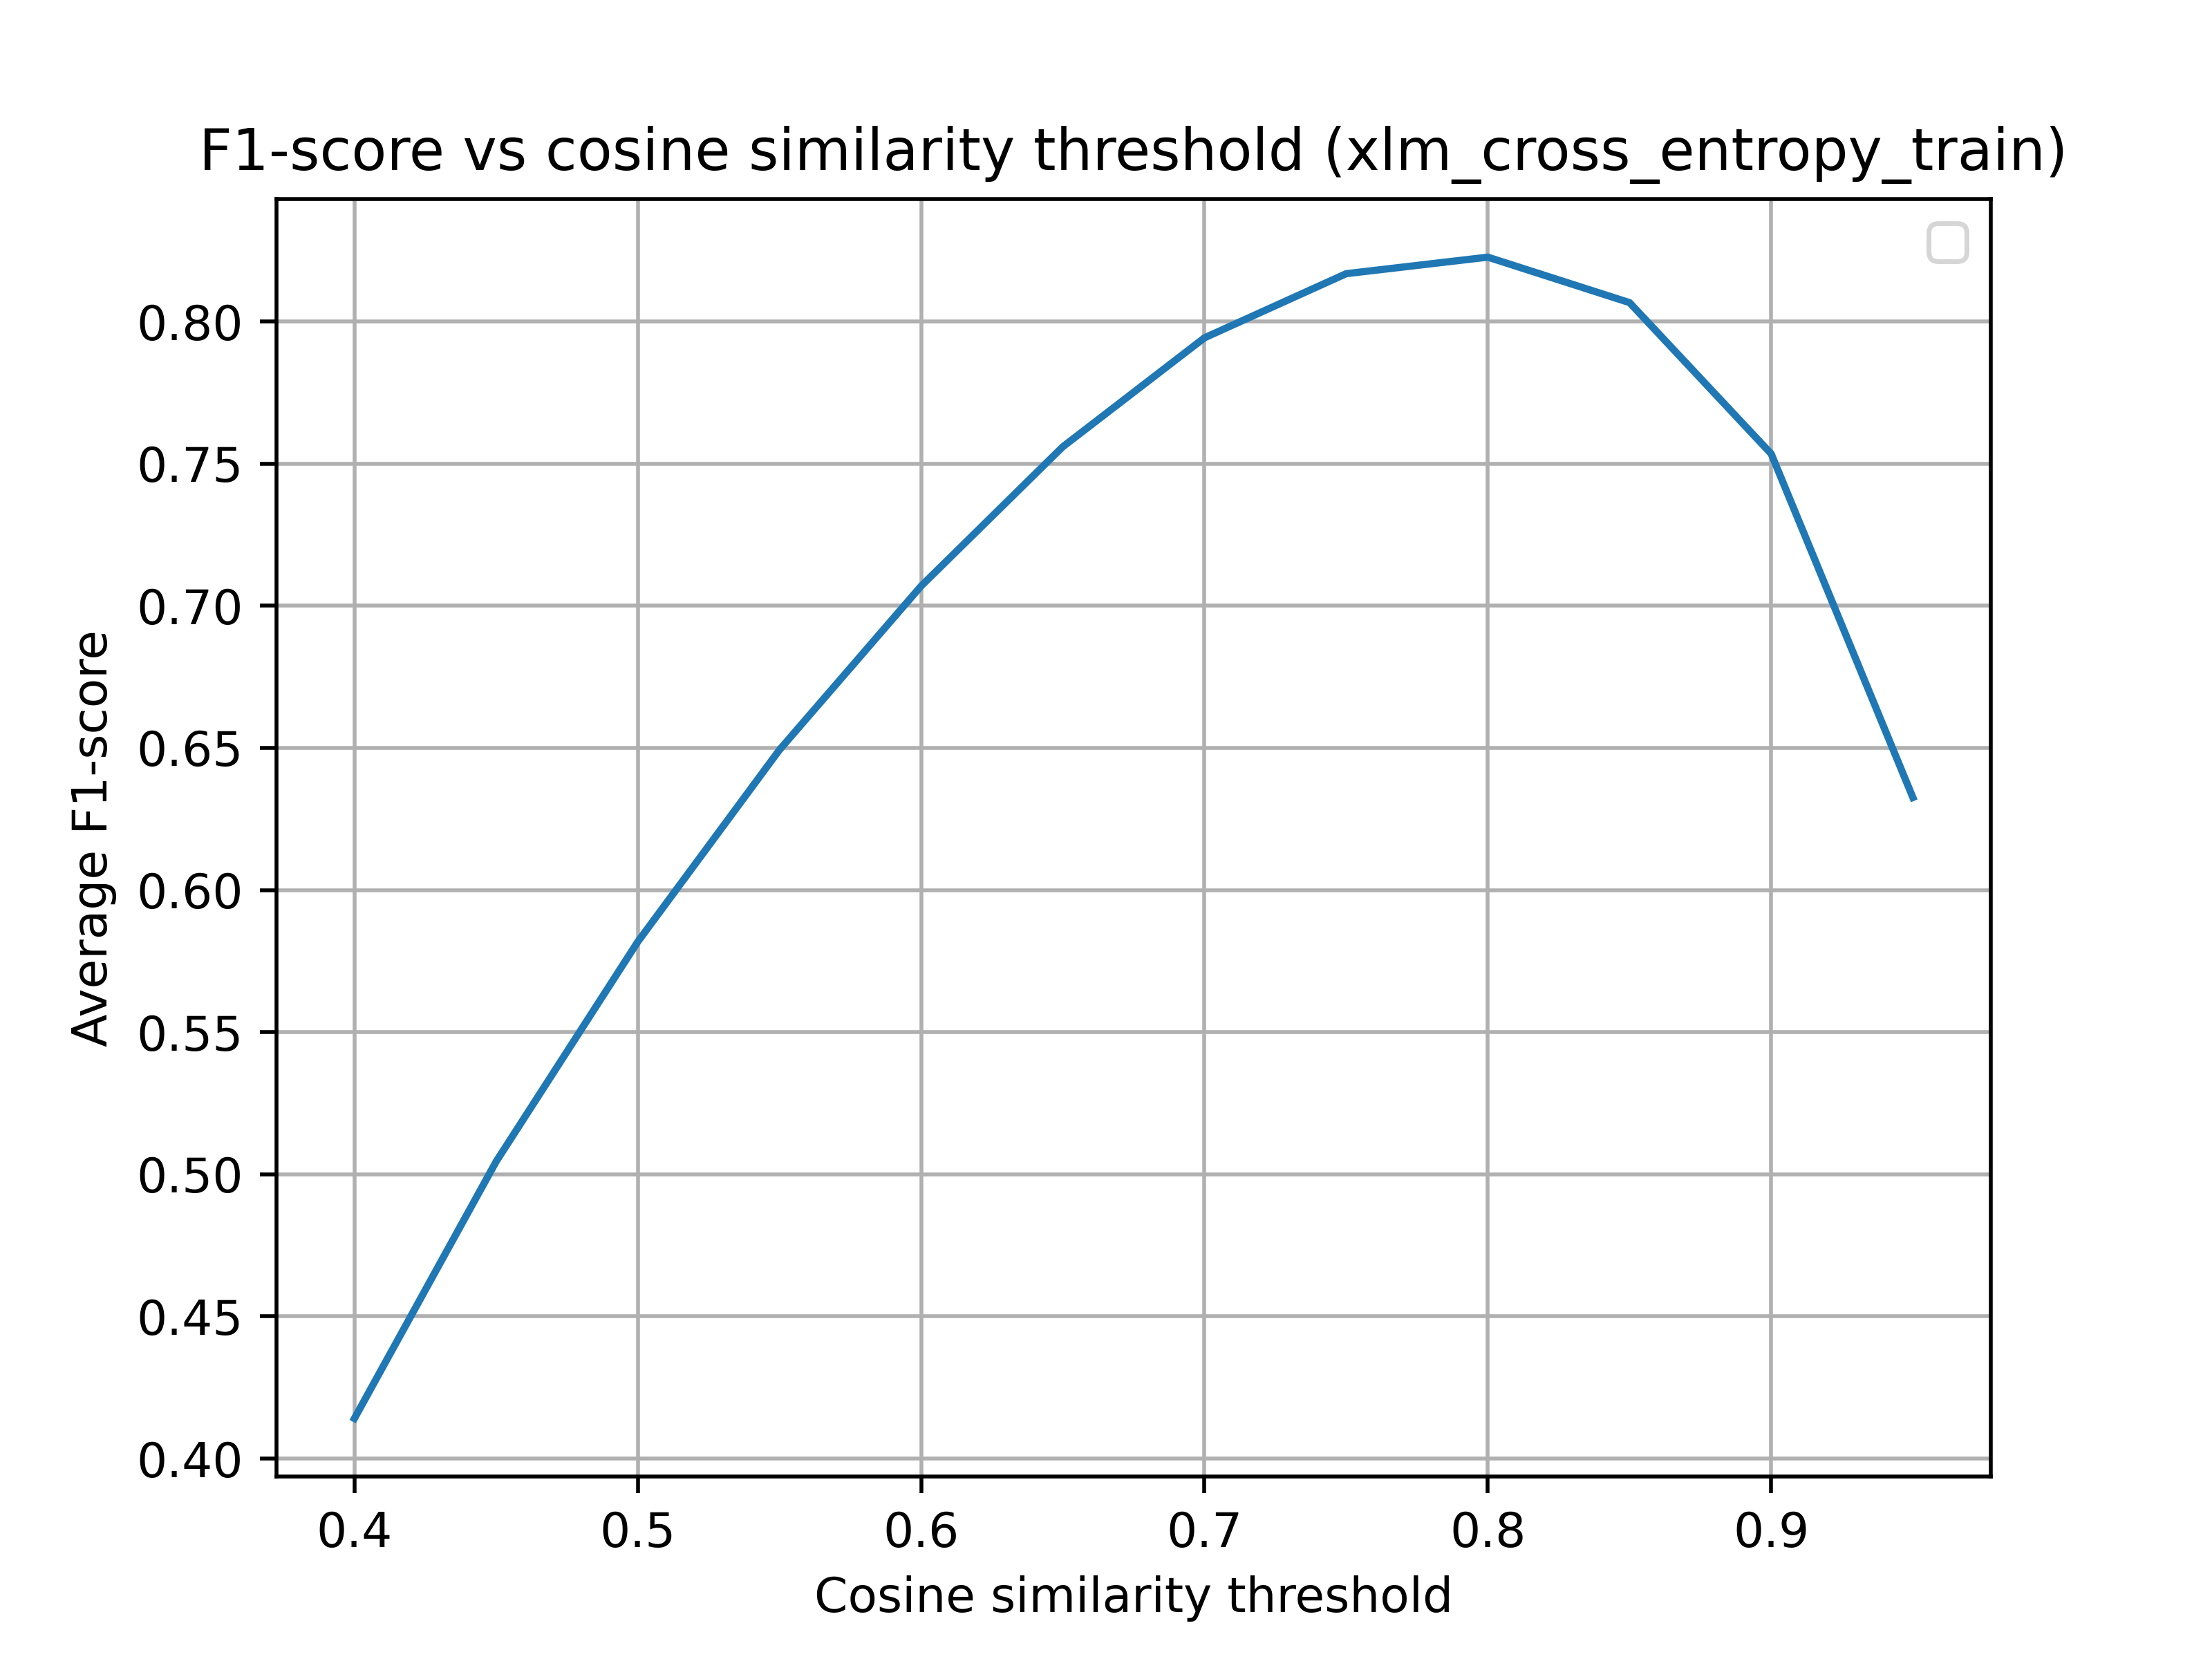 F1-score vs cosine similarity threshold (xlm_cross_entropy_train)
Average F1-score
0.80
0.75
0.70
0.65
0.60
0.55
0.50
0.45
0.40
0.4 0.5 0.6 0.7 0.8 0.9
Cosine similarity threshold